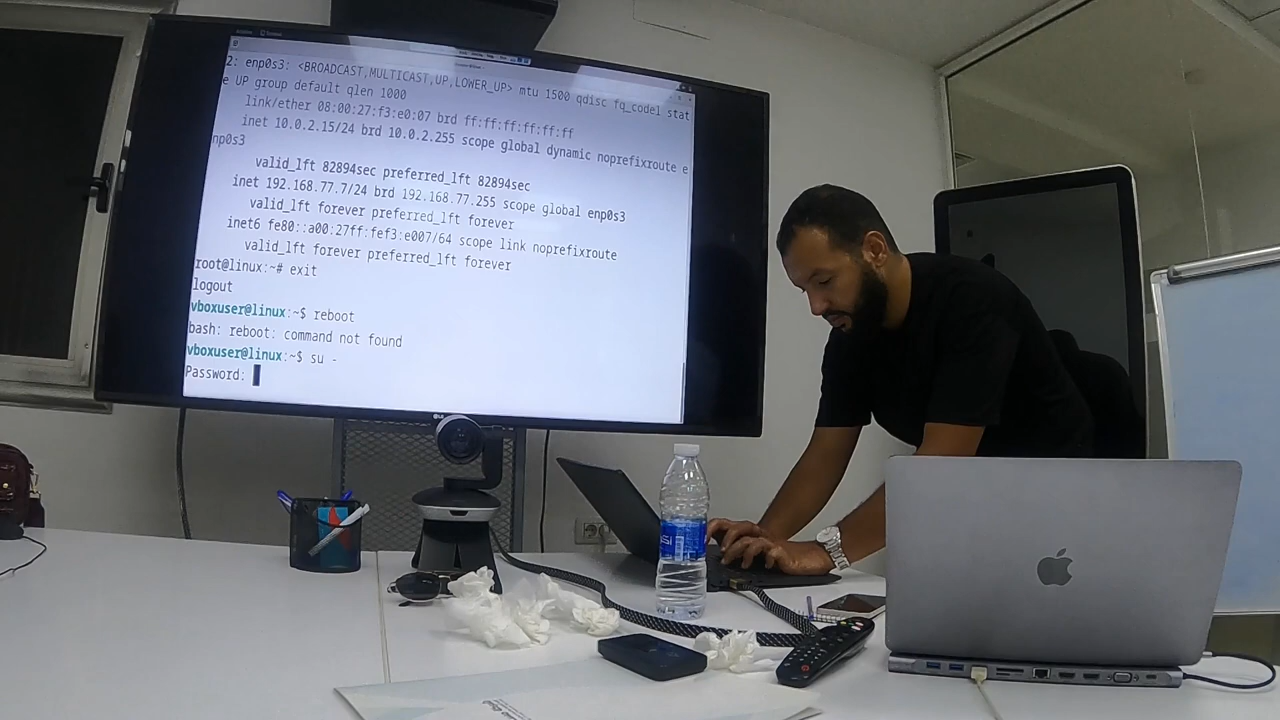 2: enp0s3: <BROADCAST,MULTICAST,UP,LOWER_UP> mtu 1500 qdisc fq_codel stat
e UP group default qlen 1000
link/ether 08:00:27:f3:e0:07 brd ff:ff:ff:ff:ff:ff
inet 10.0.2.15/24 brd 10.0.2.255 scope global dynamic noprefixroute e
np0s3
valid_lft 82894sec preferred_lft 82894sec
inet 192.168.77.7/24 brd 192.168.77.255 scope global enp0s3
valid_lft forever preferred_lft forever
inet6 fe80::a00:27ff:fef3:e007/64 scope link noprefixroute
valid_lft forever preferred_lft forever
root@linux:~# exit
logout
vboxuser@linux:~$ reboot
bash: reboot: command not found
vboxuser@linux:~$ su -
Password:
LG